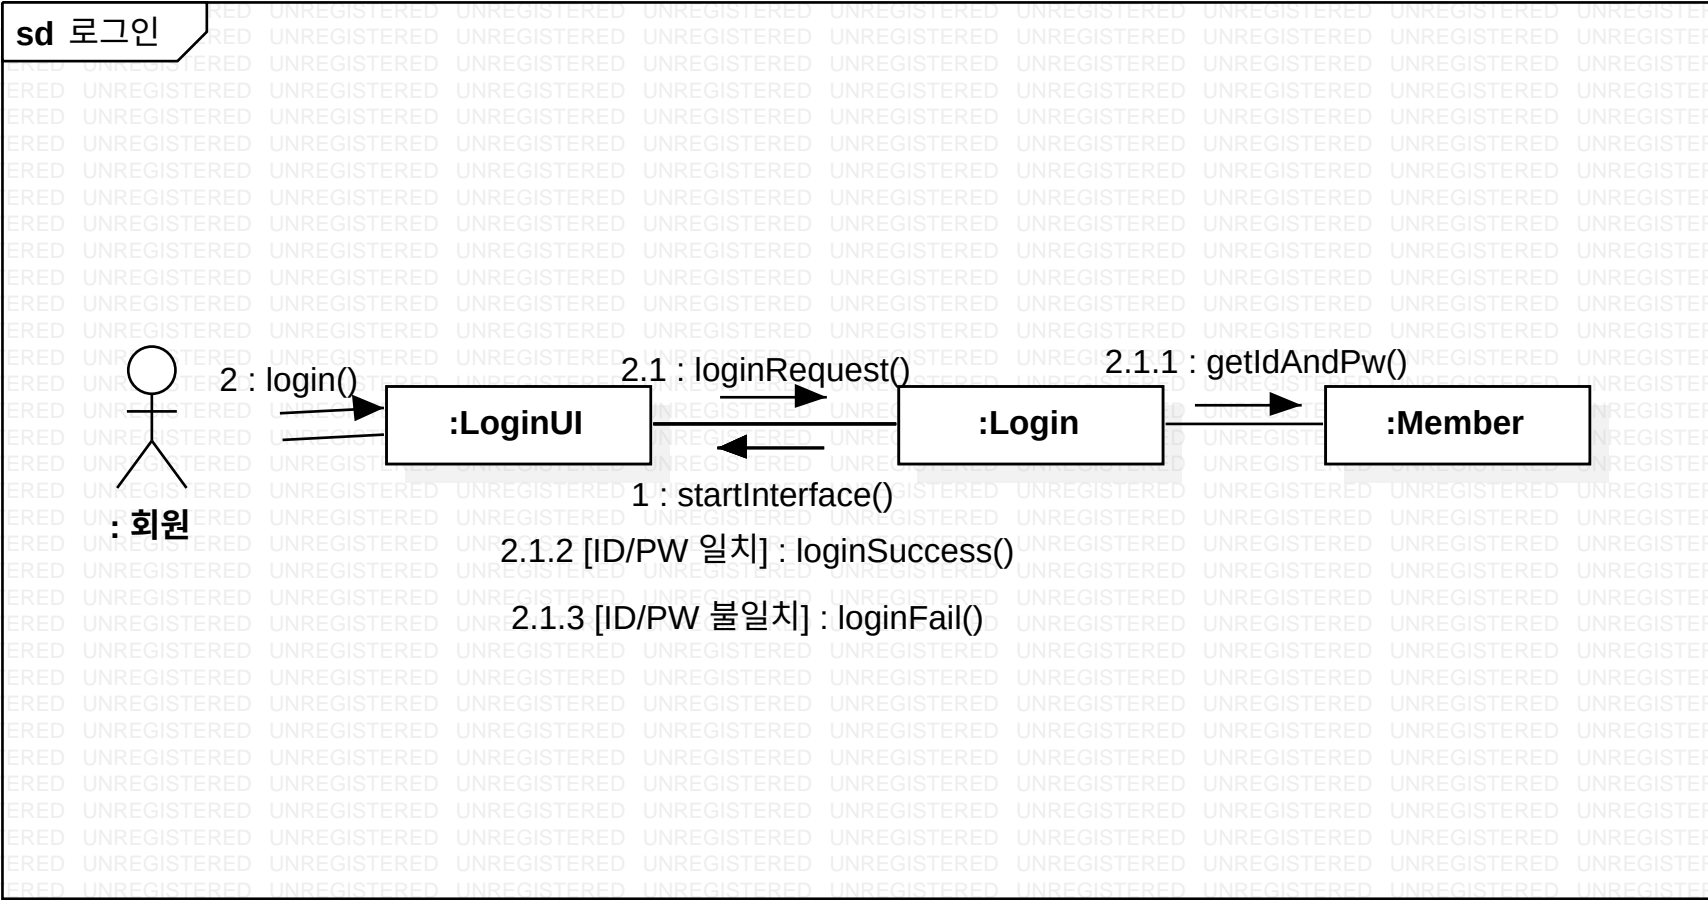 sd 로그인
2 : login()
2.1 : loginRequest()
2.1.1 : getIdAndPw()
:LoginUI
:Login
:Member
1 : startInterface()
: 회원
2.1.2 [ID/PW 일치] : loginSuccess()
2.1.3 [ID/PW 불일치] : loginFail()
UNREGISTERED